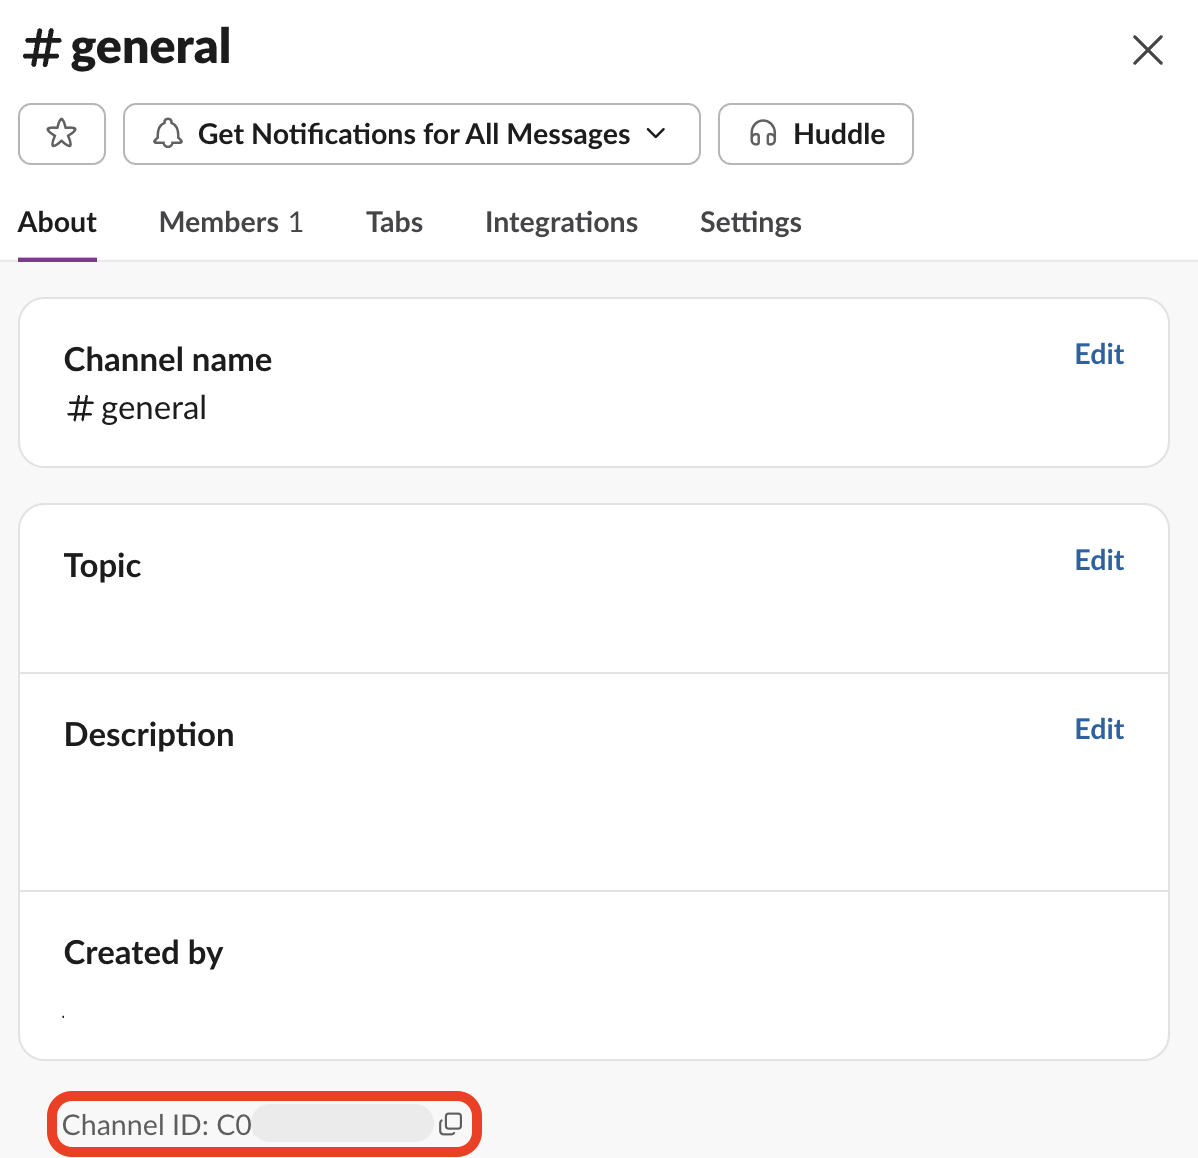 # general
Get Notifications for All Messages
Huddle
About
Members 1
Tabs
Integrations
Settings
Channel name
Edit
# general
Topic
Edit
Description
Edit
Created by
.
Channel ID: C0